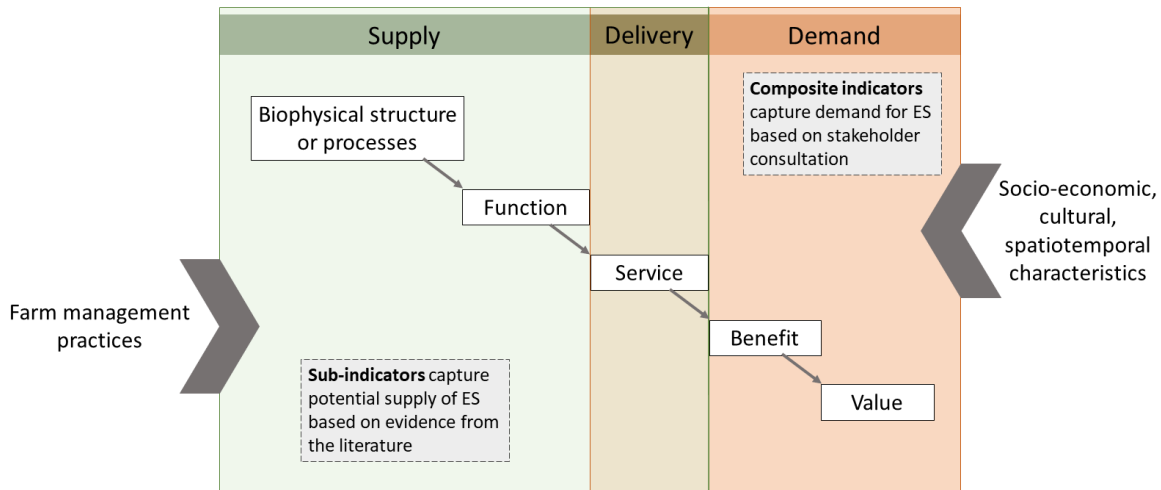 Supply
Delivery
Demand
Biophysical structure
or processes
Function
Service
Benefit
Value
Composite indicators
capture demand for ES
based on stakeholder
consultation
Sub-indicators capture
potential supply of ES
based on evidence from
the literature
Farm management
practices
Socio-economic,
cultural,
spatiotemporal
characteristics